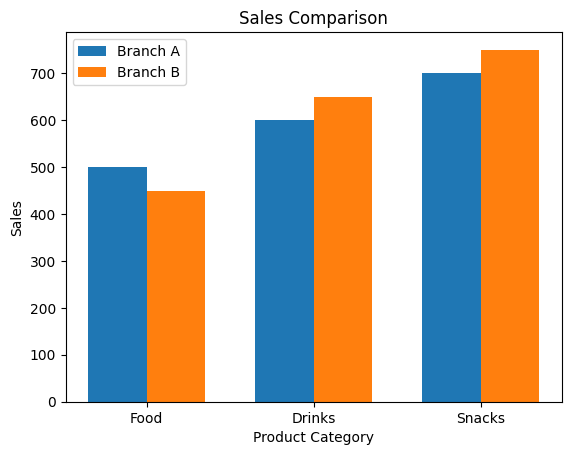 Sales Comparison
Branch A
Branch B
Sales
700
600
500
400
300
200
100
0
Food Drinks Snacks
Product Category